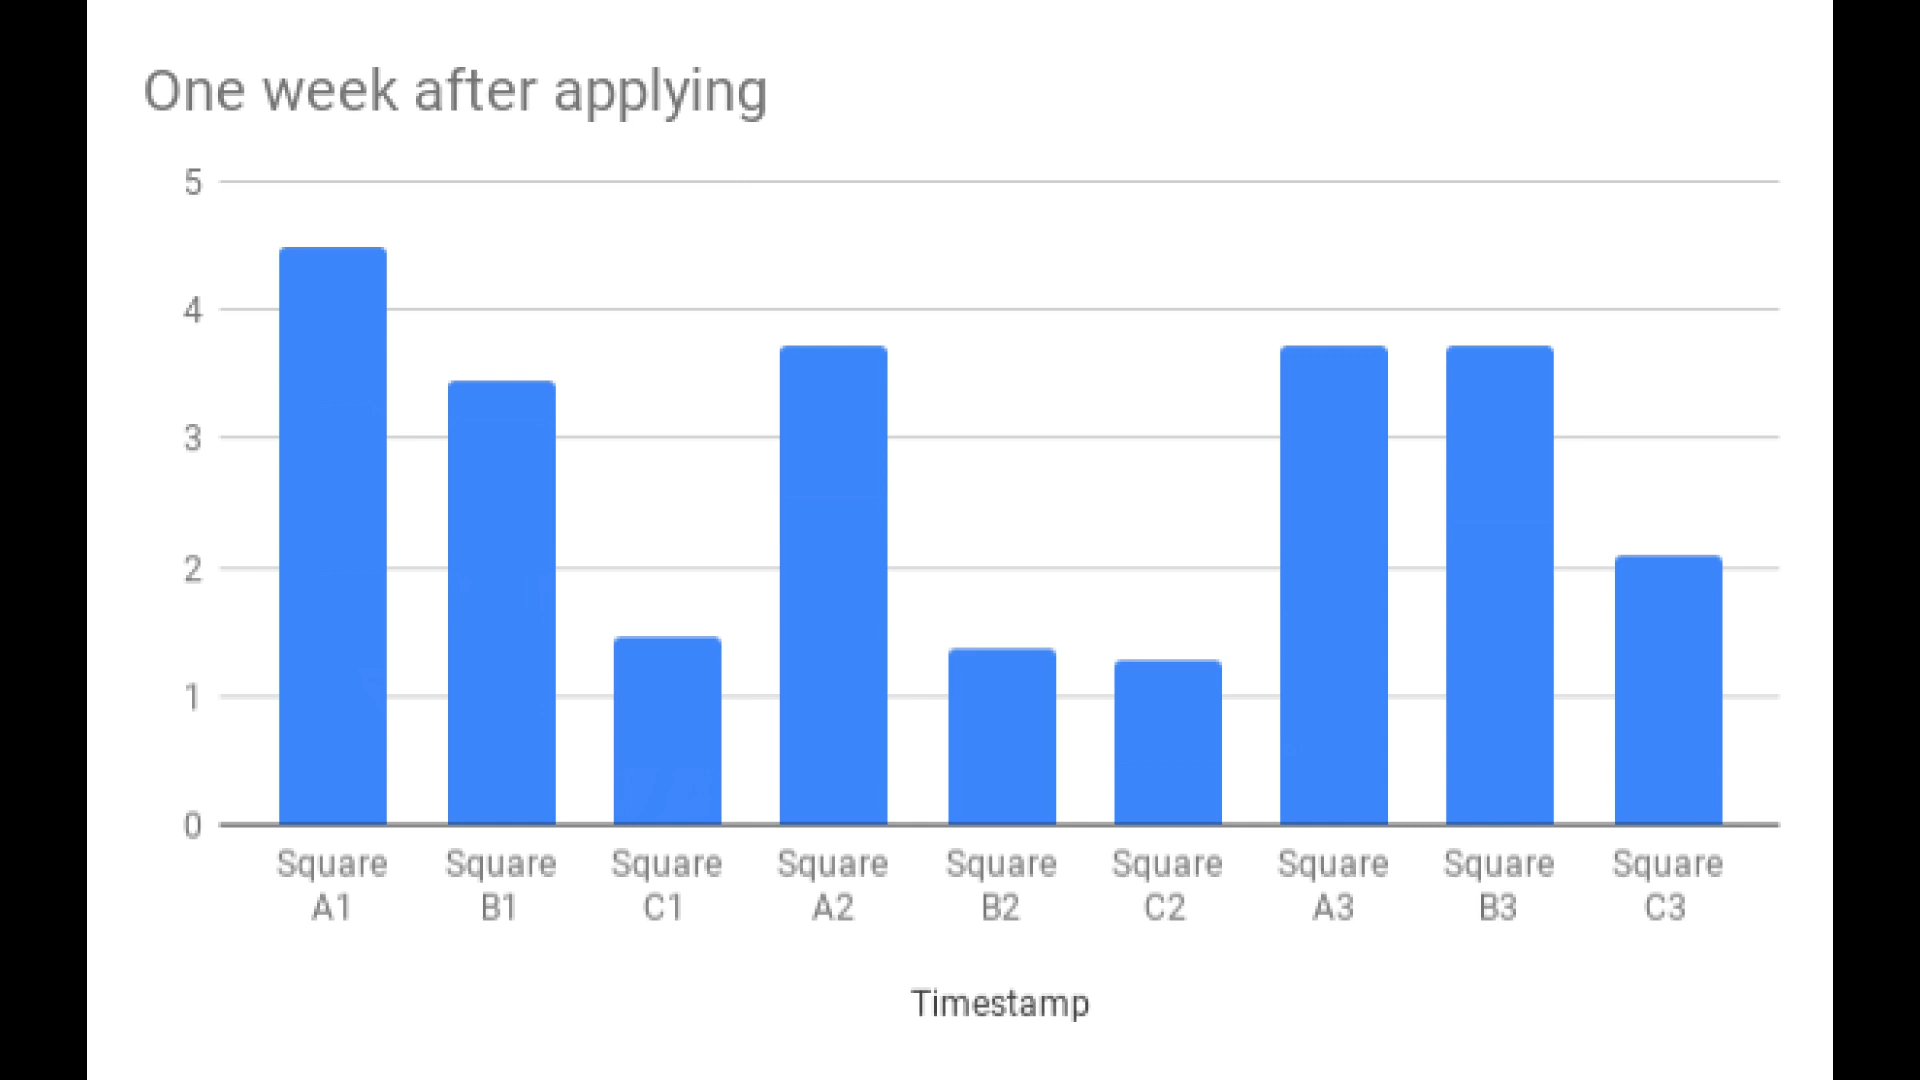 One week after applying
5
4
3
2
1
0
Square A1
Square B1
Square C1
Square A2
Square B2
Square C2
Square A3
Square B3
Square C3
Timestamp